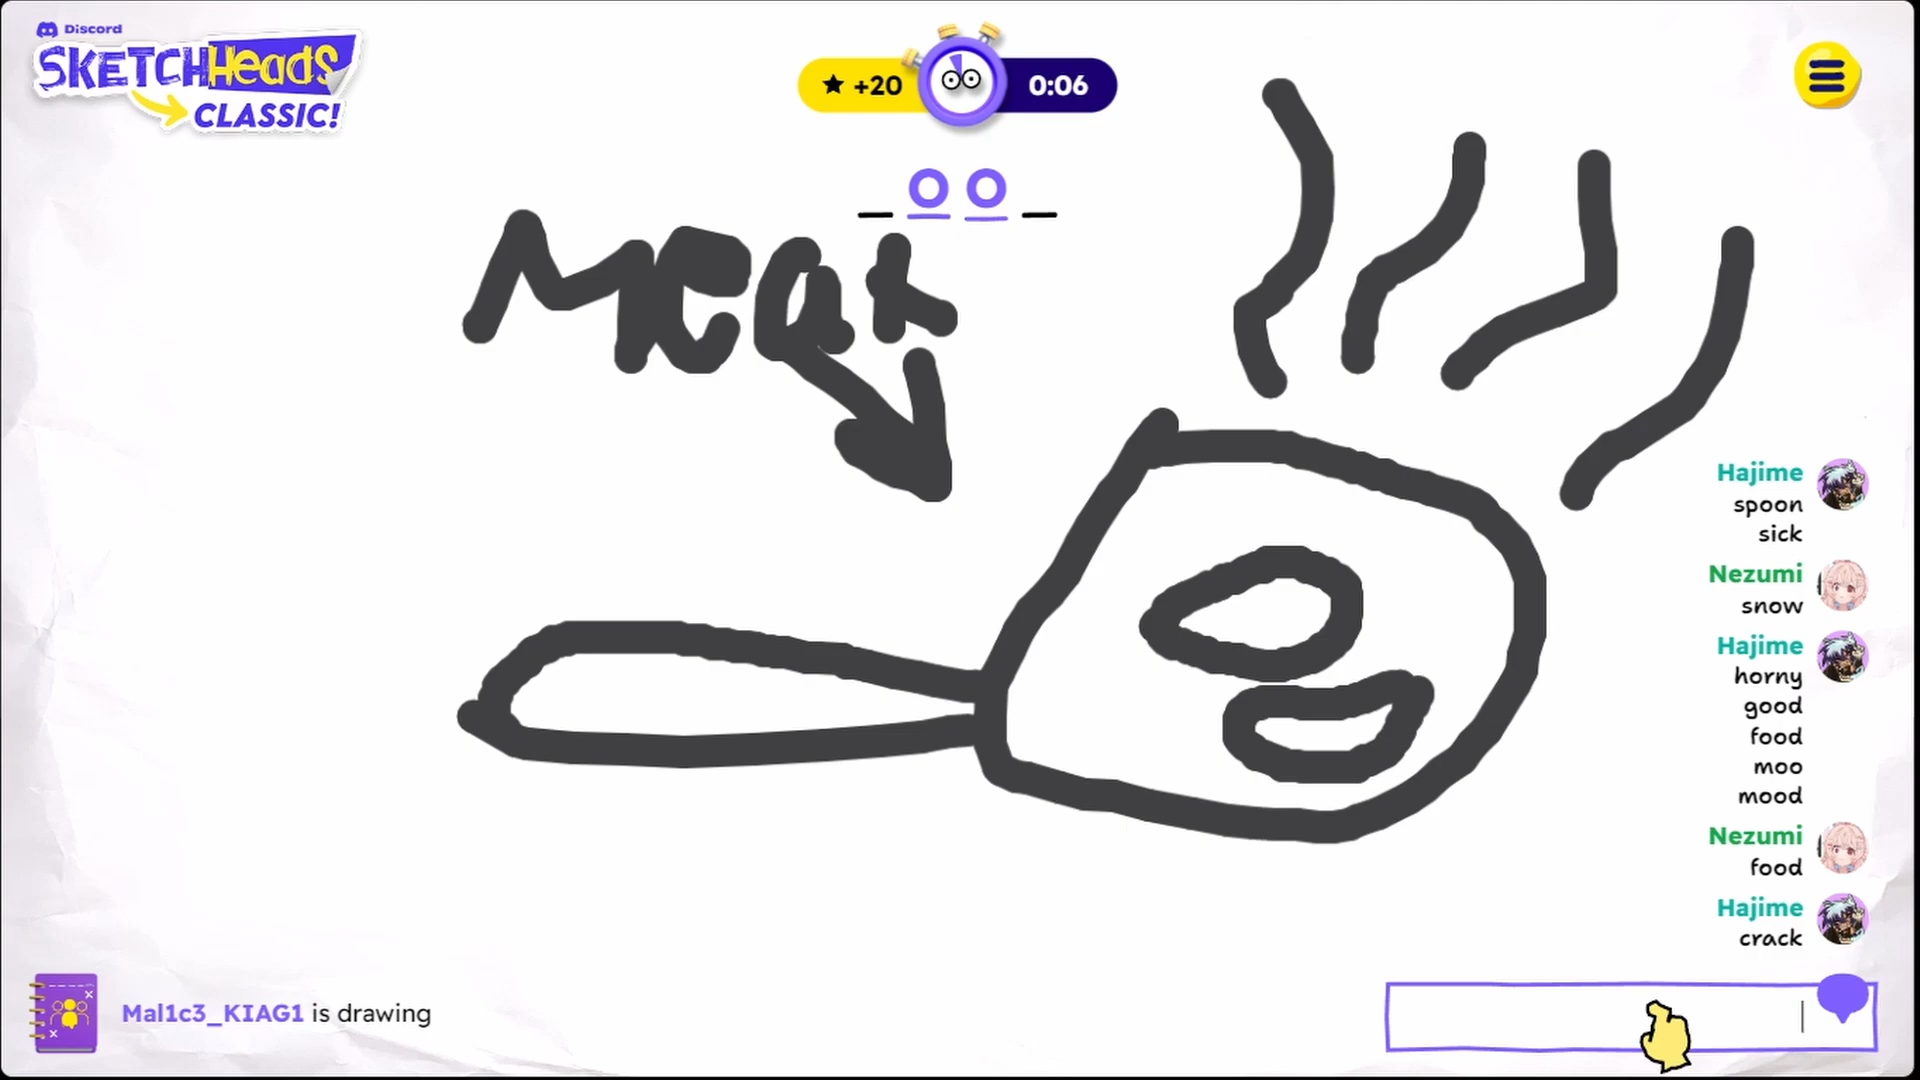 Discord
SKETCHHeadS
CLASSIC!
+20
0:06
_ O O _
Meat
Hajime
spoon
sick
Nezumi
snow
Hajime
horny
good
food
moo
mood
Nezumi
food
Hajime
crack
Mal1c3_KIAG1 is drawing